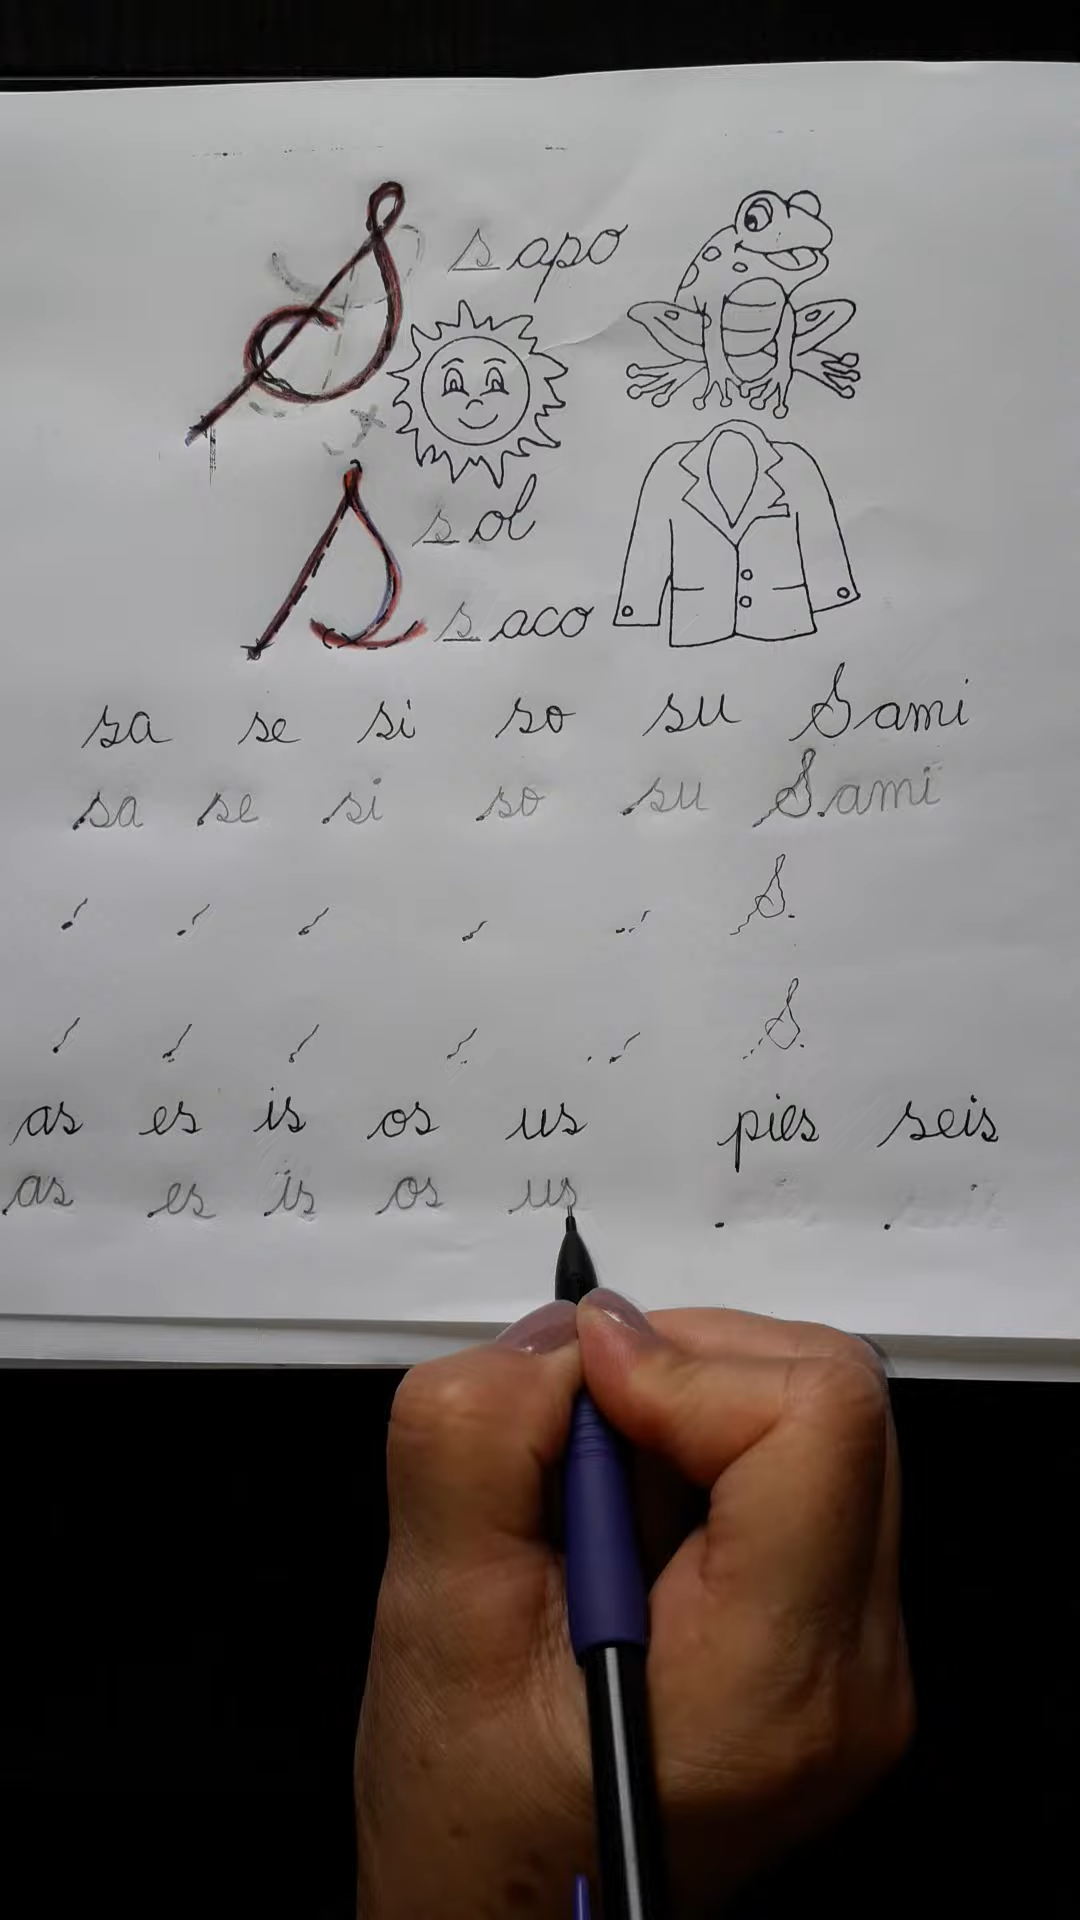 S sapo
s sol
saco
sa se si so su Sami
sa se si so su Sami
S.
S.
as es is os us pies seis
as es is os us